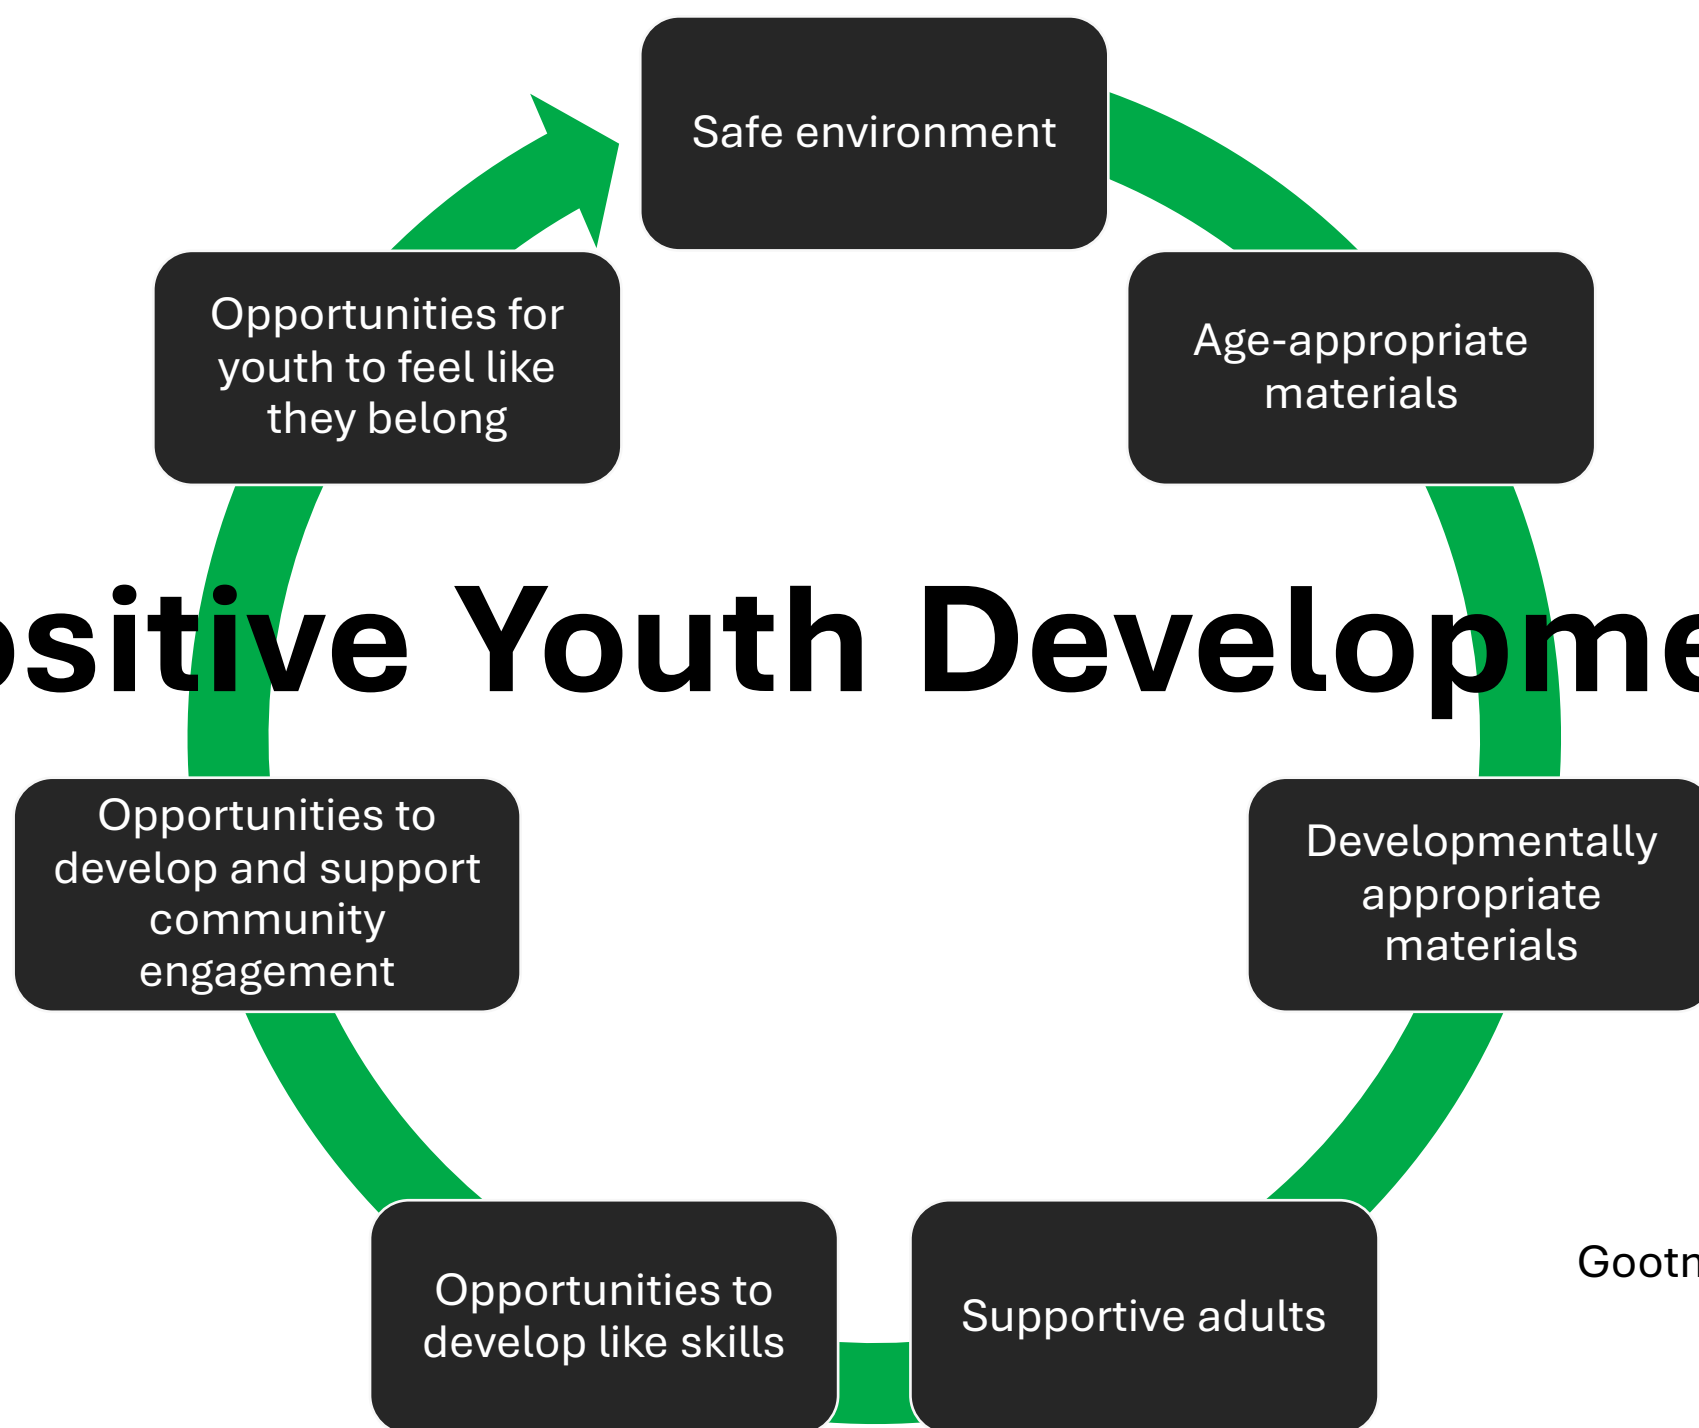 Safe environment
Age-appropriate
materials
Developmentally
appropriate
materials
Supportive adults
Opportunities to
develop like skills
Opportunities to
develop and support
community
engagement
Opportunities for
youth to feel like
they belong
ositive Youth Developme
Gootn